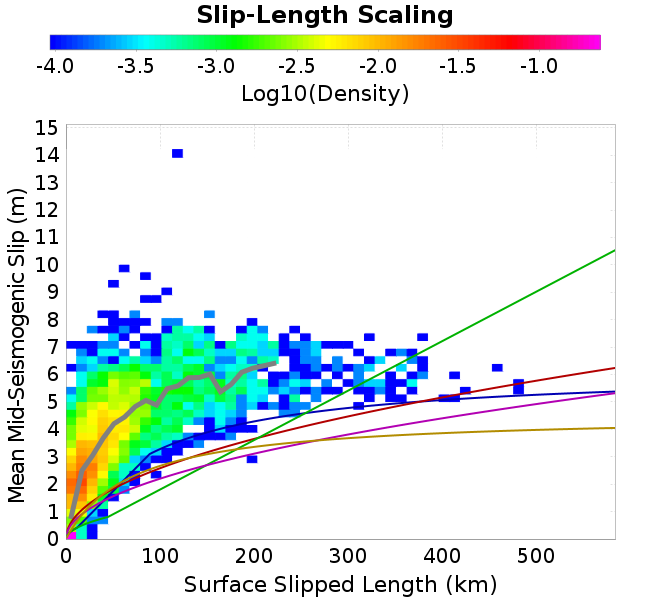 Slip-Length Scaling
-4.0 -3.5 -3.0 -2.5 -2.0 -1.5 -1.0
Log10(Density)
Mean Mid-Seismogenic Slip (m)
15
14
13
12
11
10
9
8
7
6
5
4
3
2
1
0
0 100 200 300 400 500
Surface Slipped Length (km)